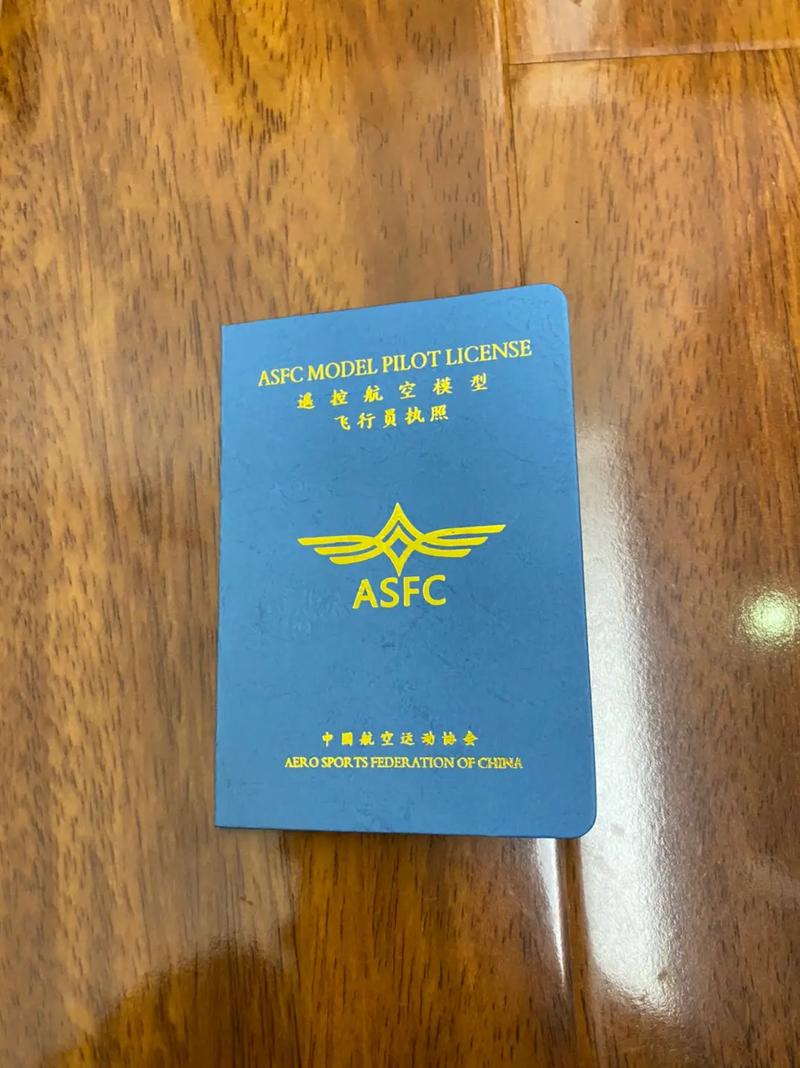 ASFC MODEL PILOT LICENSE
遥控航空模型
飞行员执照
ASFC
中国航空运动协会
AERO SPORTS FEDERATION OF CHINA